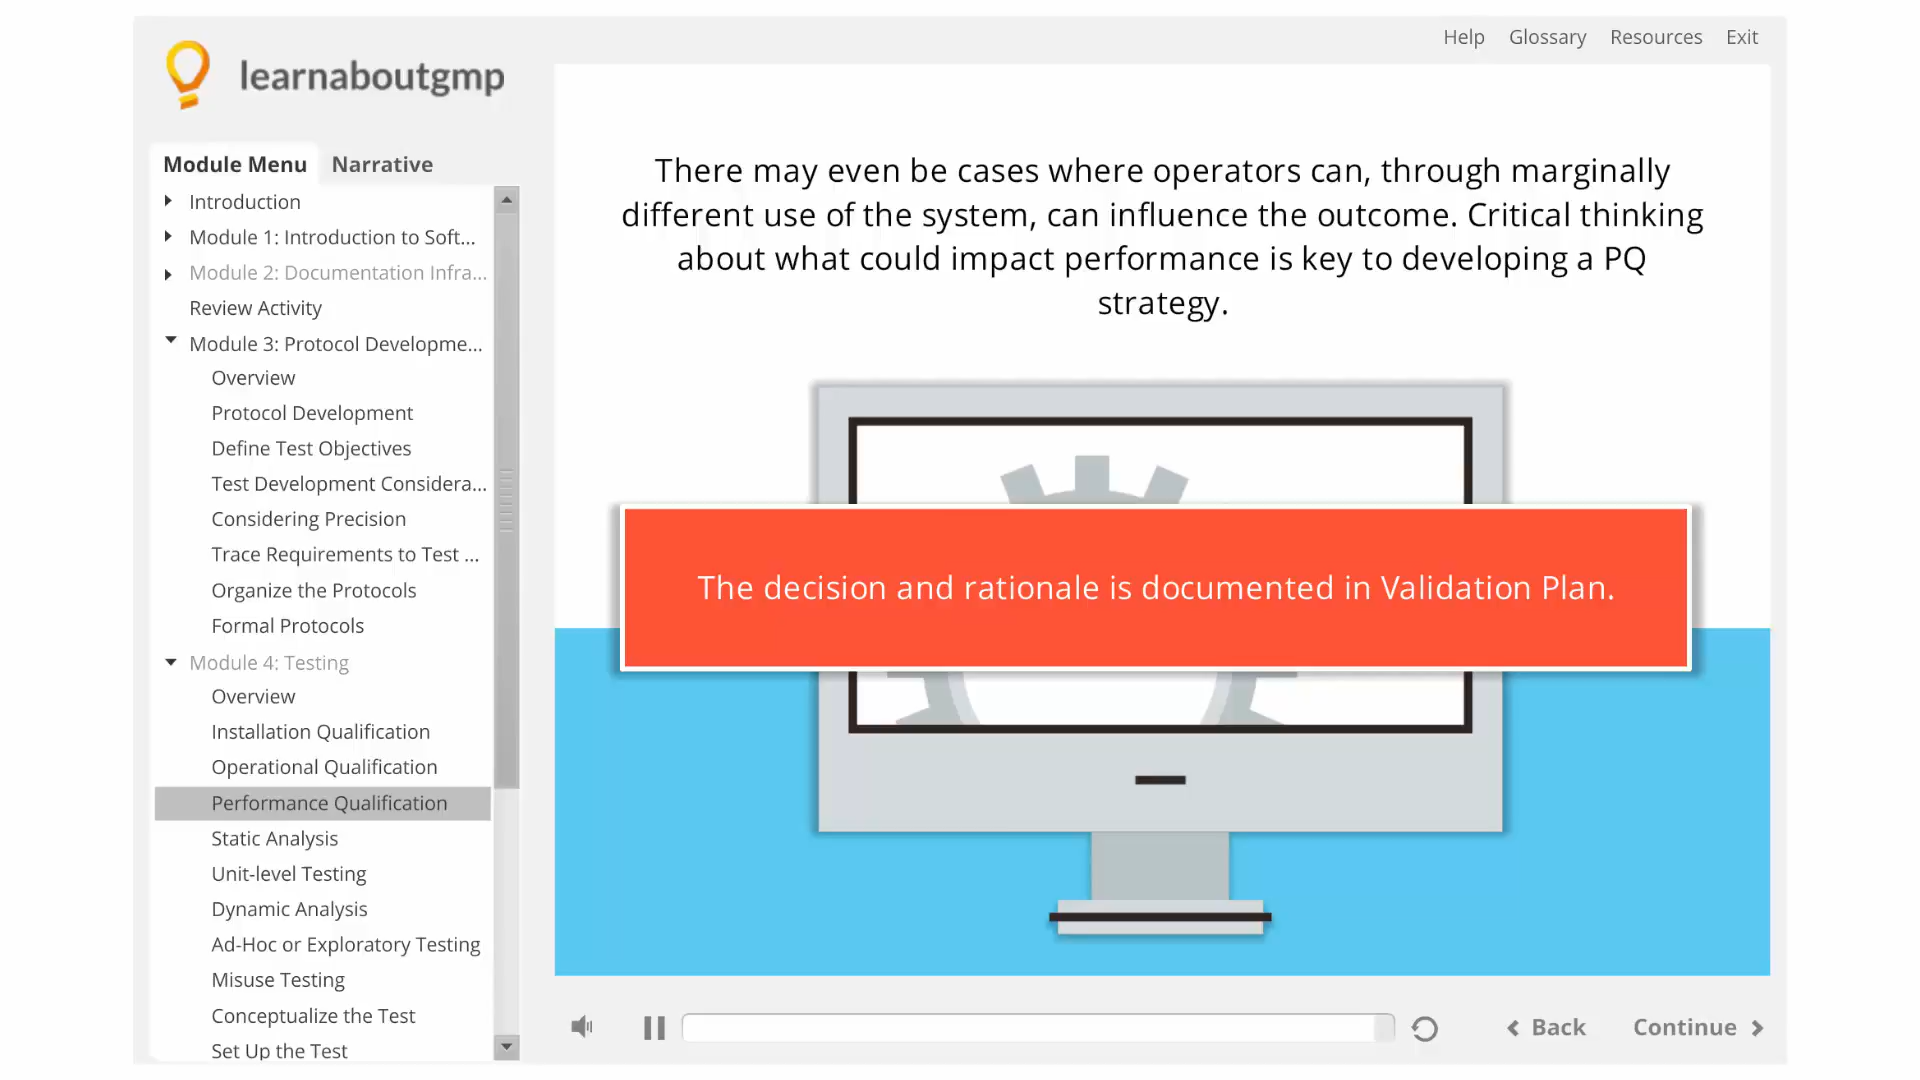 Help Glossary Resources Exit
learnaboutgmp
Module Menu Narrative
Introduction
Module 1: Introduction to Soft...
Module 2: Documentation Infra...
Review Activity
Module 3: Protocol Developme...
Overview
Protocol Development
Define Test Objectives
Test Development Considera...
Considering Precision
Trace Requirements to Test ...
Organize the Protocols
Formal Protocols
Module 4: Testing
Overview
Installation Qualification
Operational Qualification
Performance Qualification
Static Analysis
Unit-level Testing
Dynamic Analysis
Ad-Hoc or Exploratory Testing
Misuse Testing
Conceptualize the Test
Set Up the Test
There may even be cases where operators can, through marginally
different use of the system, can influence the outcome. Critical thinking
about what could impact performance is key to developing a PQ
strategy.
The decision and rationale is documented in Validation Plan.
Back Continue